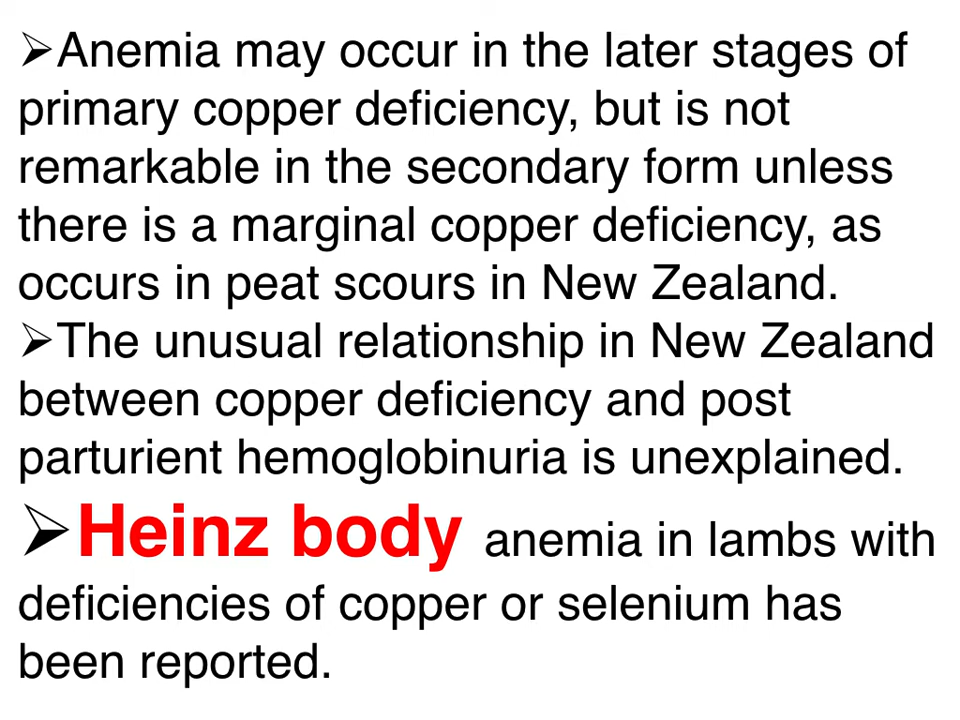 ➢Anemia may occur in the later stages of
primary copper deficiency, but is not
remarkable in the secondary form unless
there is a marginal copper deficiency, as
occurs in peat scours in New Zealand.
➢The unusual relationship in New Zealand
between copper deficiency and post
parturient hemoglobinuria is unexplained.
➢Heinz body anemia in lambs with
deficiencies of copper or selenium has
been reported.